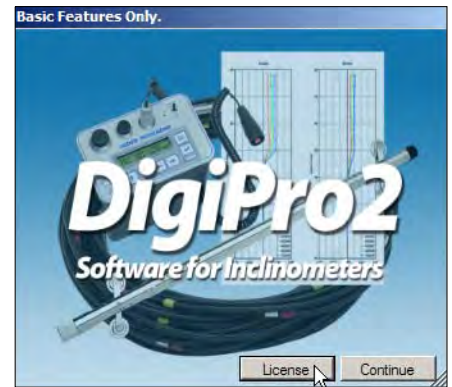 Basic Features Only.
DigiPro2
Software for Inclinometers
License
Continue